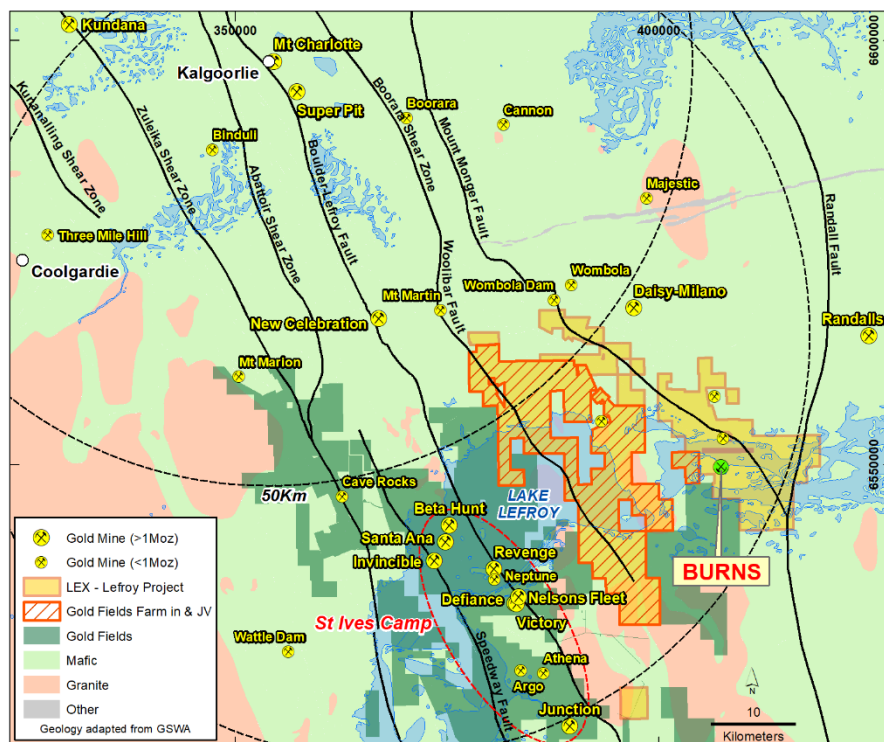 Kundana
350000
400000
6600000
Mt Charlotte
Kalgoorlie
Super Pit
Boorara
Cannon
Kunanalling Shear Zone
Zuleika Shear Zone
Bindull
Abattoir Shear Zone
Boulder-Lefroy Fault
Boorara Shear Zone
Mount Monger Fault
Majestic
Randall Fault
Three Mile Hill
Coolgardie
Woolibar Fault
Wombola Dam
Wombola
Mt Martin
Daisy-Milano
New Celebration
Randalls
Mt Marion
6550000
50Km
Cave Rocks
LAKE
LEFROY
Beta Hunt
Santa Ana
Invincible
Revenge
Neptune
BURNS
Defiance
Nelsons Fleet
Victory
St Ives Camp
Wattle Dam
Speedway Fault
Athena
Argo
Junction
Gold Mine (>1Moz)
Gold Mine (<1Moz)
LEX - Lefroy Project
Gold Fields Farm in & JV
Gold Fields
Mafic
Granite
Other
Geology adapted from GSWA
N
10
Kilometers